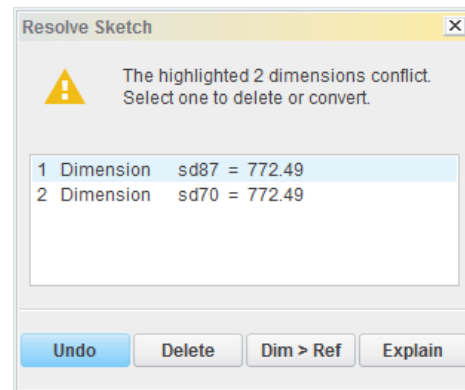 Resolve Sketch
The highlighted 2 dimensions conflict.
Select one to delete or convert.
1 Dimension sd87 = 772.49
2 Dimension sd70 = 772.49
Undo Delete Dim > Ref Explain